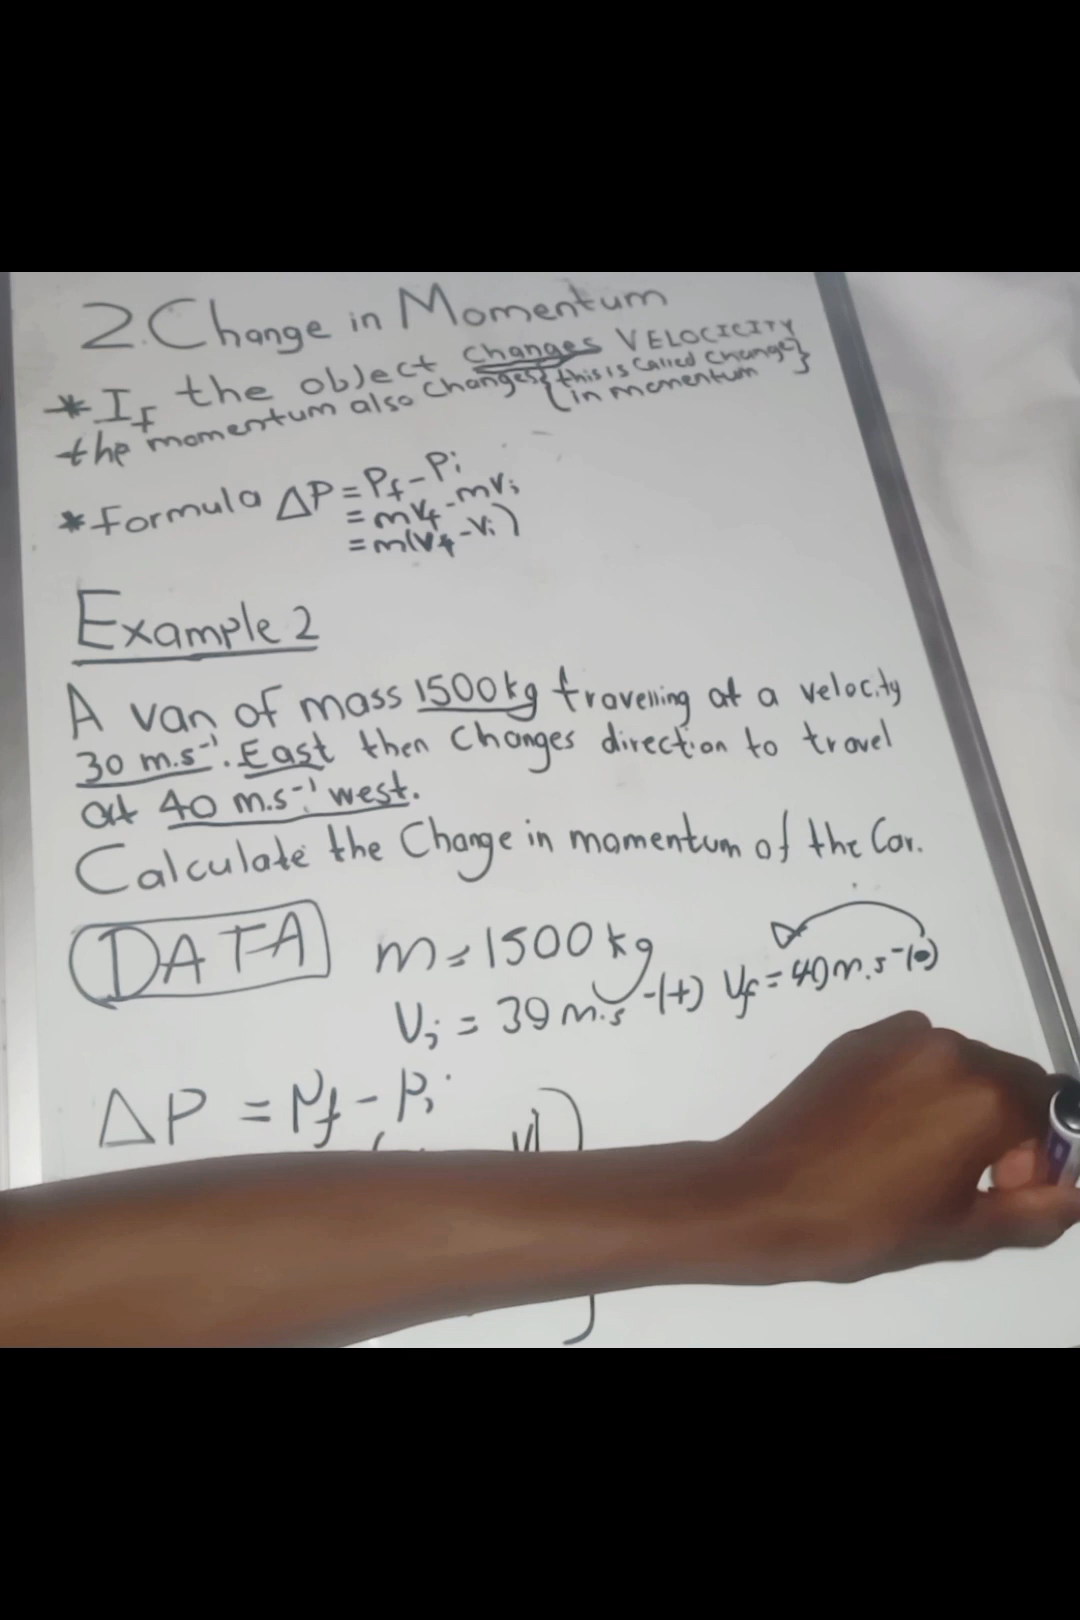 2. Change in Momentum
* If the object changes VELOCICITY
the momentum also changes {this is called change}
in momentum
* Formula ΔP = Pf - Pi
= mvf - mvi
= m(vf - vi)
Example 2
A van of mass 1500kg travelling at a velocity
30 m.s⁻¹. East then changes direction to travel
at 40 m.s⁻¹ west.
Calculate the Change in momentum of the Car.
DATA m = 1500 kg
Vi = 30 m.s⁻¹(+) Vf = 40 m.s⁻¹(-)
ΔP = Pf - Pi